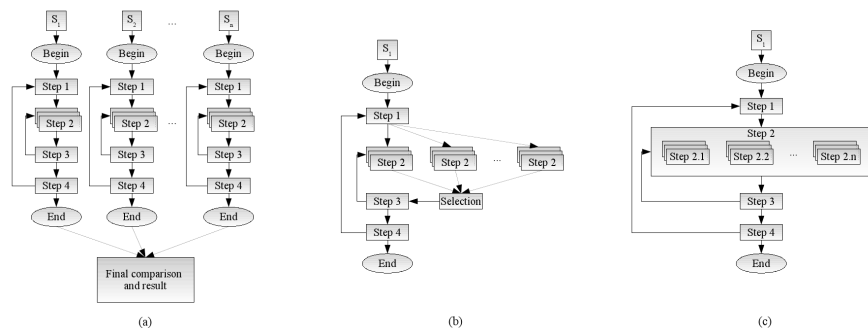 S1 S2 ... Sn
Begin Begin Begin
Step 1 Step 1 Step 1
Step 2 Step 2 ... Step 2
Step 3 Step 3 Step 3
Step 4 Step 4 Step 4
End End End
Final comparison
and result
(a)
S1
Begin
Step 1
Step 2 Step 2 ... Step 2
Step 3 Selection
Step 4
End
(b)
S1
Begin
Step 1
Step 2
Step 2.1 Step 2.2 ... Step 2.n
Step 3
Step 4
End
(c)